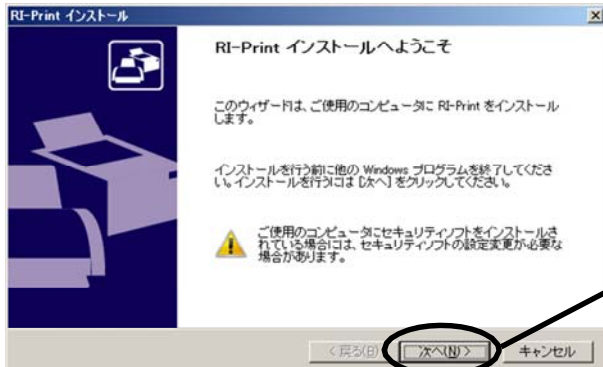 RI-Print インストール
RI-Print インストールへようこそ
このウィザードは、ご使用のコンピュータに RI-Print をインストール
します。
インストールを行う前に他の Windows プログラムを終了してくださ
い。インストールを行うには [次へ] をクリックしてください。
ご使用のコンピュータにセキュリティソフトをインストールさ
れている場合には、セキュリティソフトの設定変更が必要な
場合があります。
< 戻る(B) 次へ(N) > キャンセル